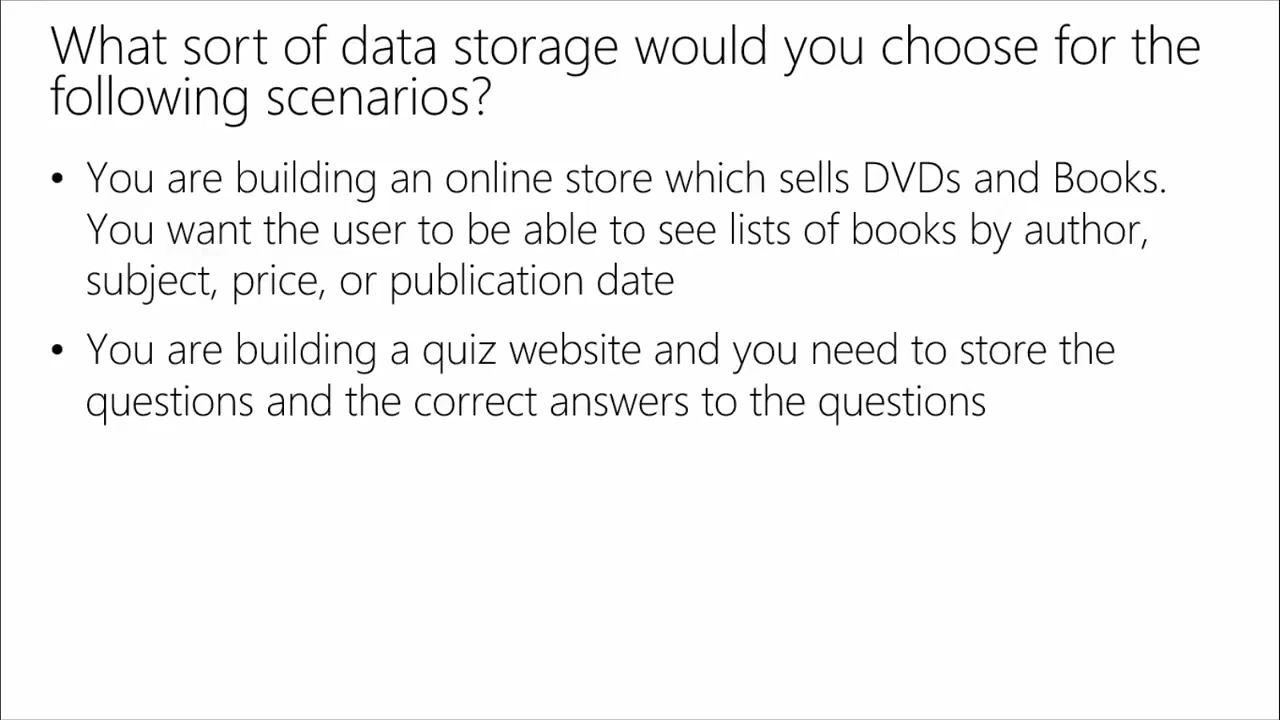 What sort of data storage would you choose for the
following scenarios?
• You are building an online store which sells DVDs and Books.
You want the user to be able to see lists of books by author,
subject, price, or publication date
• You are building a quiz website and you need to store the
questions and the correct answers to the questions